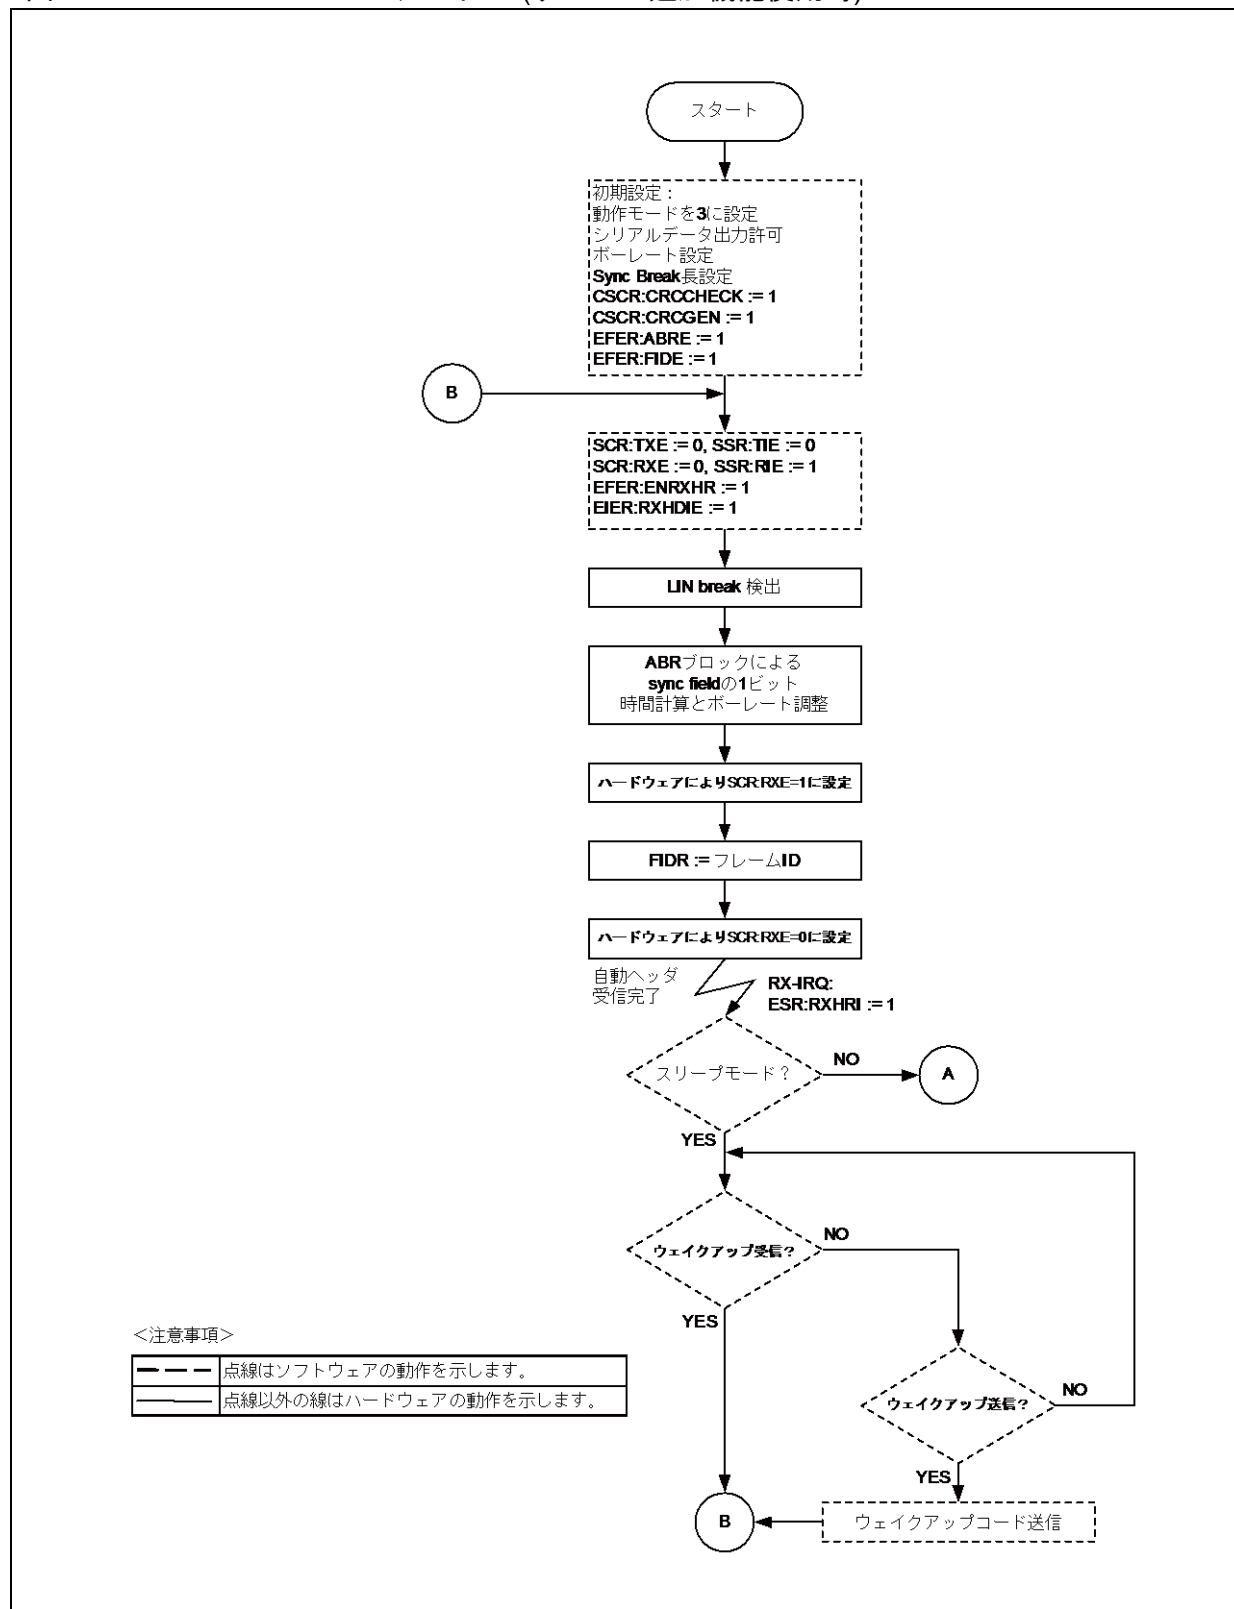 スタート
初期設定：
動作モードを3に設定
シリアルデータ出力許可
ボーレート設定
Sync Break長設定
CSCR:CRCCHECK := 1
CSCR:CRCGEN := 1
EFER:ABRE := 1
EFER:FIDE := 1
B
SCR:TXE := 0, SSR:TIE := 0
SCR:RXE := 0, SSR:RIE := 1
EFER:ENRXHR := 1
EIER:RXHDIE := 1
LIN break 検出
ABRブロックによる
sync fieldの1ビット
時間計算とボーレート調整
ハードウェアによりSCR:RXE=1に設定
FIDR := フレームID
ハードウェアによりSCR:RXE=0に設定
自動ヘッダ
受信完了
RX-IRQ:
ESR:RXHRI := 1
スリープモード？
NO
A
YES
ウェイクアップ受信？
NO
YES
＜注意事項＞
点線はソフトウェアの動作を示します。
点線以外の線はハードウェアの動作を示します。
ウェイクアップ送信？
NO
YES
B
ウェイクアップコード送信